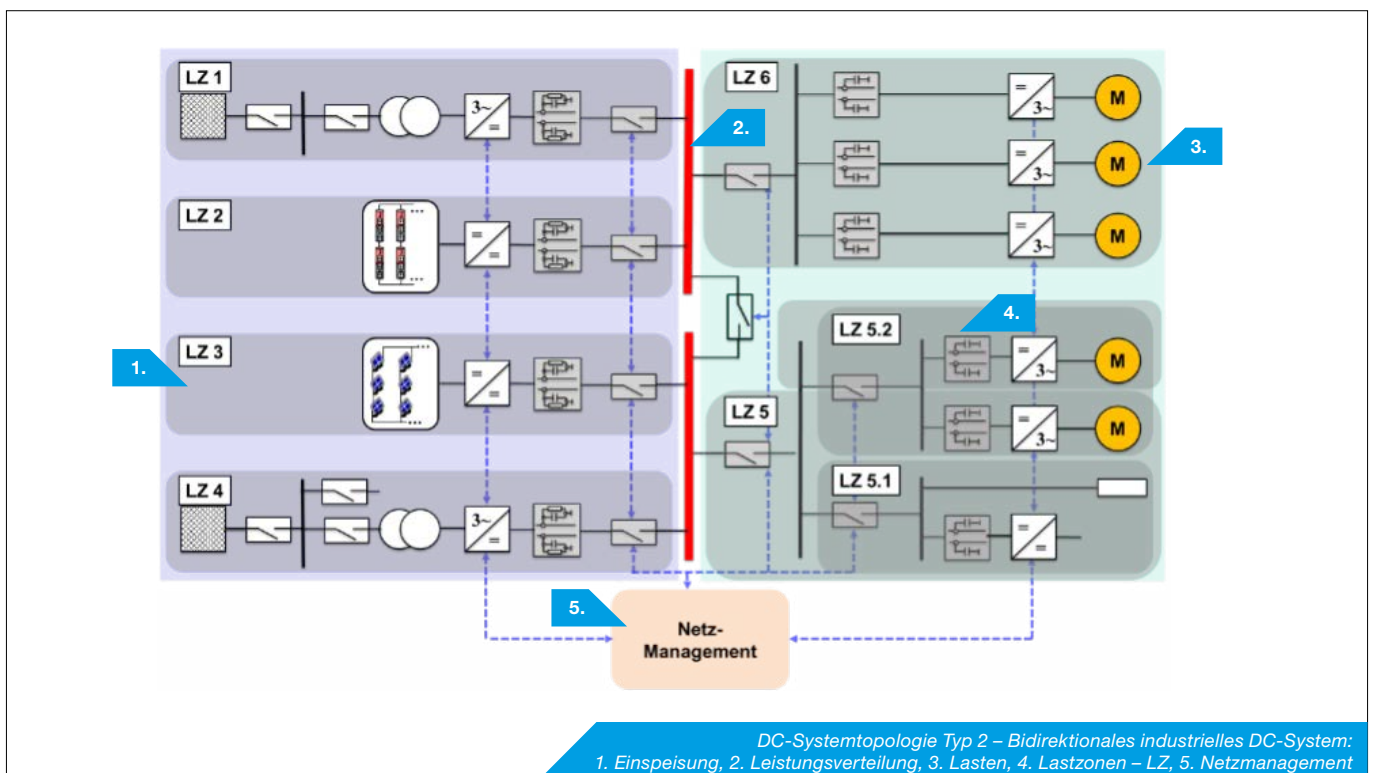 LZ 1
3~
=
LZ 2
=
=
LZ 3
=
=
LZ 4
3~
=
1.
2.
LZ 6
=
3~
M
=
3~
M
=
3~
M
3.
4.
LZ 5.2
=
3~
M
LZ 5
=
3~
M
LZ 5.1
=
=
5.
Netz-
Management
DC-Systemtopologie Typ 2 – Bidirektionales industrielles DC-System:
1. Einspeisung, 2. Leistungsverteilung, 3. Lasten, 4. Lastzonen – LZ, 5. Netzmanagement